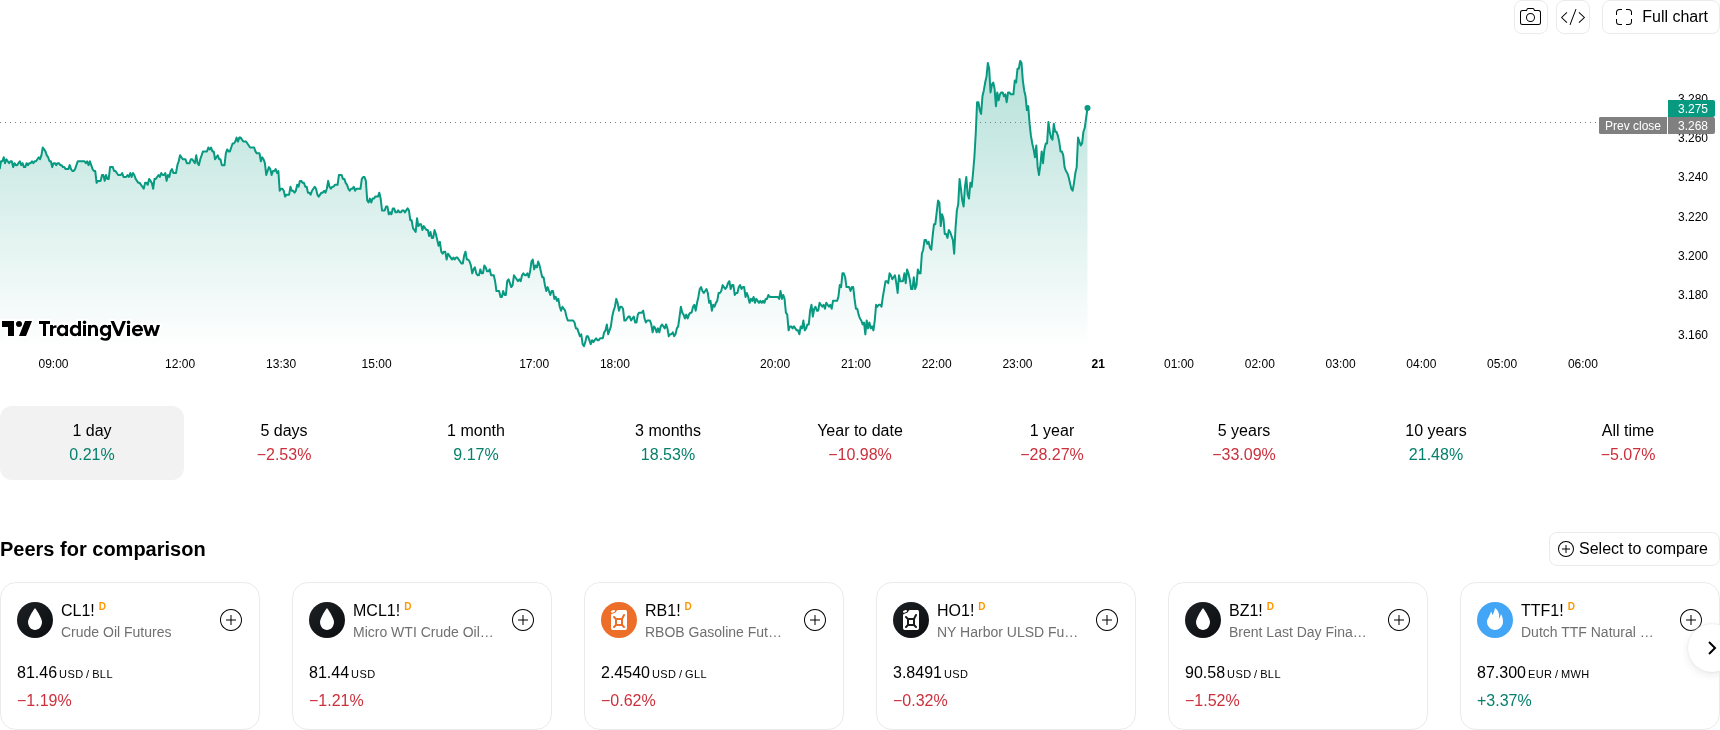 Full chart
3.280
3.275
Prev close 3.268
3.260
3.240
3.220
3.200
3.180
3.160
TradingView
09:00 12:00 13:30 15:00 17:00 18:00 20:00 21:00 22:00 23:00 21 01:00 02:00 03:00 04:00 05:00 06:00
1 day 5 days 1 month 3 months Year to date 1 year 5 years 10 years All time
0.21% −2.53% 9.17% 18.53% −10.98% −28.27% −33.09% 21.48% −5.07%
Peers for comparison
Select to compare
CL1! D
Crude Oil Futures
81.46 USD / BLL
−1.19%
MCL1! D
Micro WTI Crude Oil…
81.44 USD
−1.21%
RB1! D
RBOB Gasoline Fut…
2.4540 USD / GLL
−0.62%
HO1! D
NY Harbor ULSD Fu…
3.8491 USD
−0.32%
BZ1! D
Brent Last Day Fina…
90.58 USD / BLL
−1.52%
TTF1! D
Dutch TTF Natural …
87.300 EUR / MWH
+3.37%